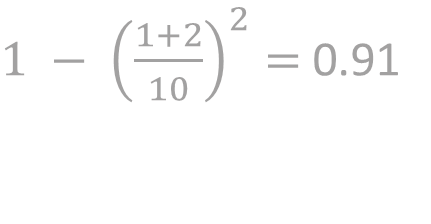 1 − ((1+2)/10)² = 0.91